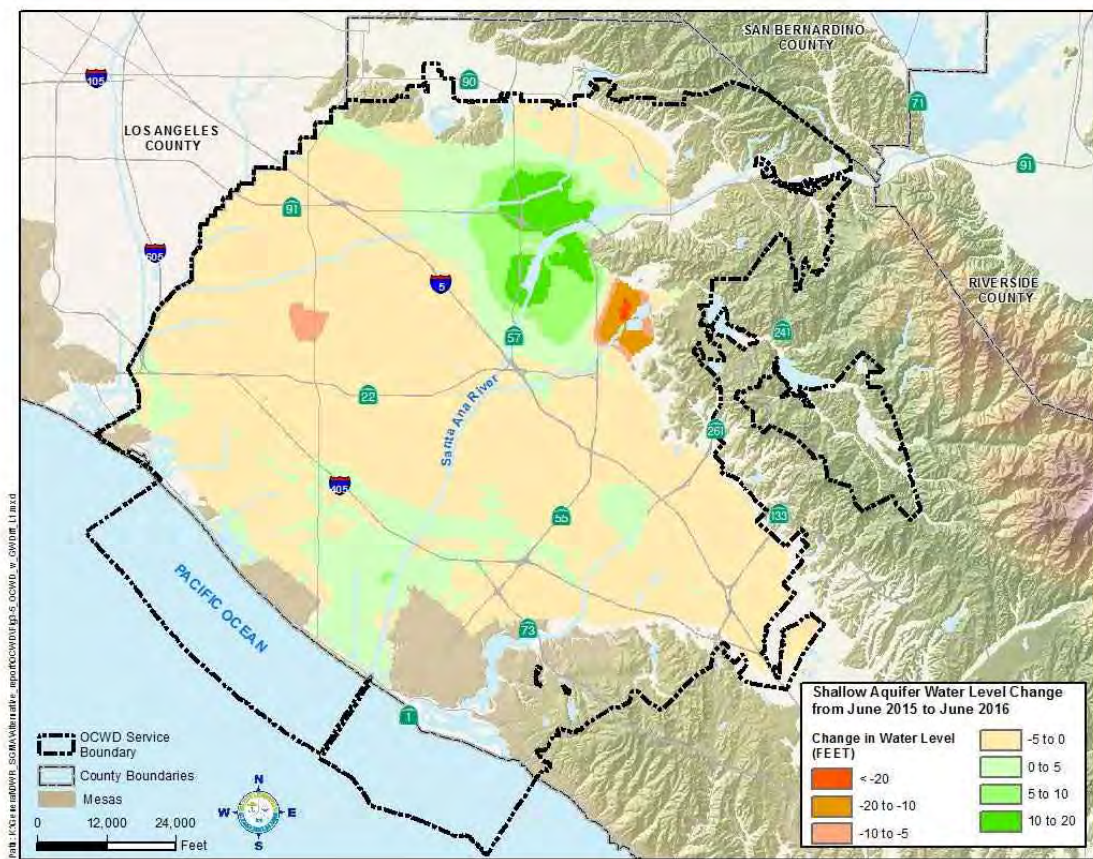 SAN BERNARDINO
COUNTY
105
90
71
LOS ANGELES
COUNTY
91
91
605
5
RIVERSIDE
COUNTY
57
241
22
Santa Ana River
261
405
55
133
PACIFIC OCEAN
73
1
Shallow Aquifer Water Level Change
from June 2015 to June 2016
Change in Water Level
(FEET)
< -20
-20 to -10
-10 to -5
-5 to 0
0 to 5
5 to 10
10 to 20
OCWD Service
Boundary
County Boundaries
Mesas
N
W E
S
0 12,000 24,000
Feet